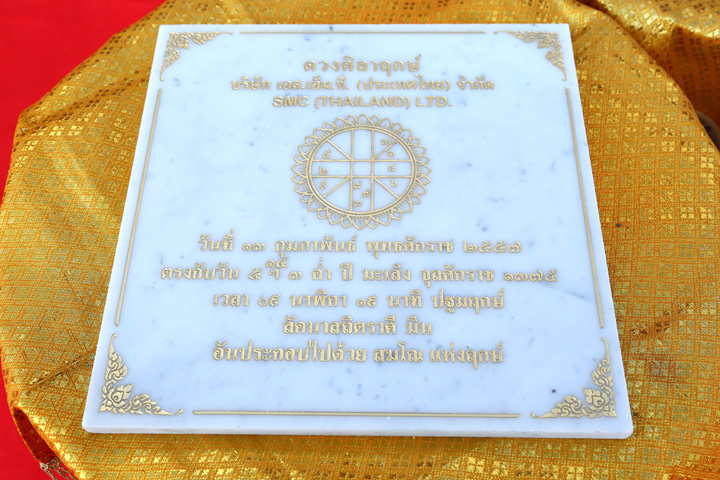 ดวงศิลาฤกษ์
บริษัท เอส.เอ็ม.ซี. (ประเทศไทย) จำกัด
SMC (THAILAND) LTD.
วันที่ ๑๓ กุมภาพันธ์ พุทธศักราช ๒๕๕๗
ตรงกับวัน ๕ ๓ ค่ำ ปี มะเส็ง จุลศักราช ๑๓๗๕
เวลา นาฬิกา นาที ปฐมฤกษ์
ลัคนาสถิตราศี มีน
อันประกอบไปด้วย สมโณ แห่งฤกษ์